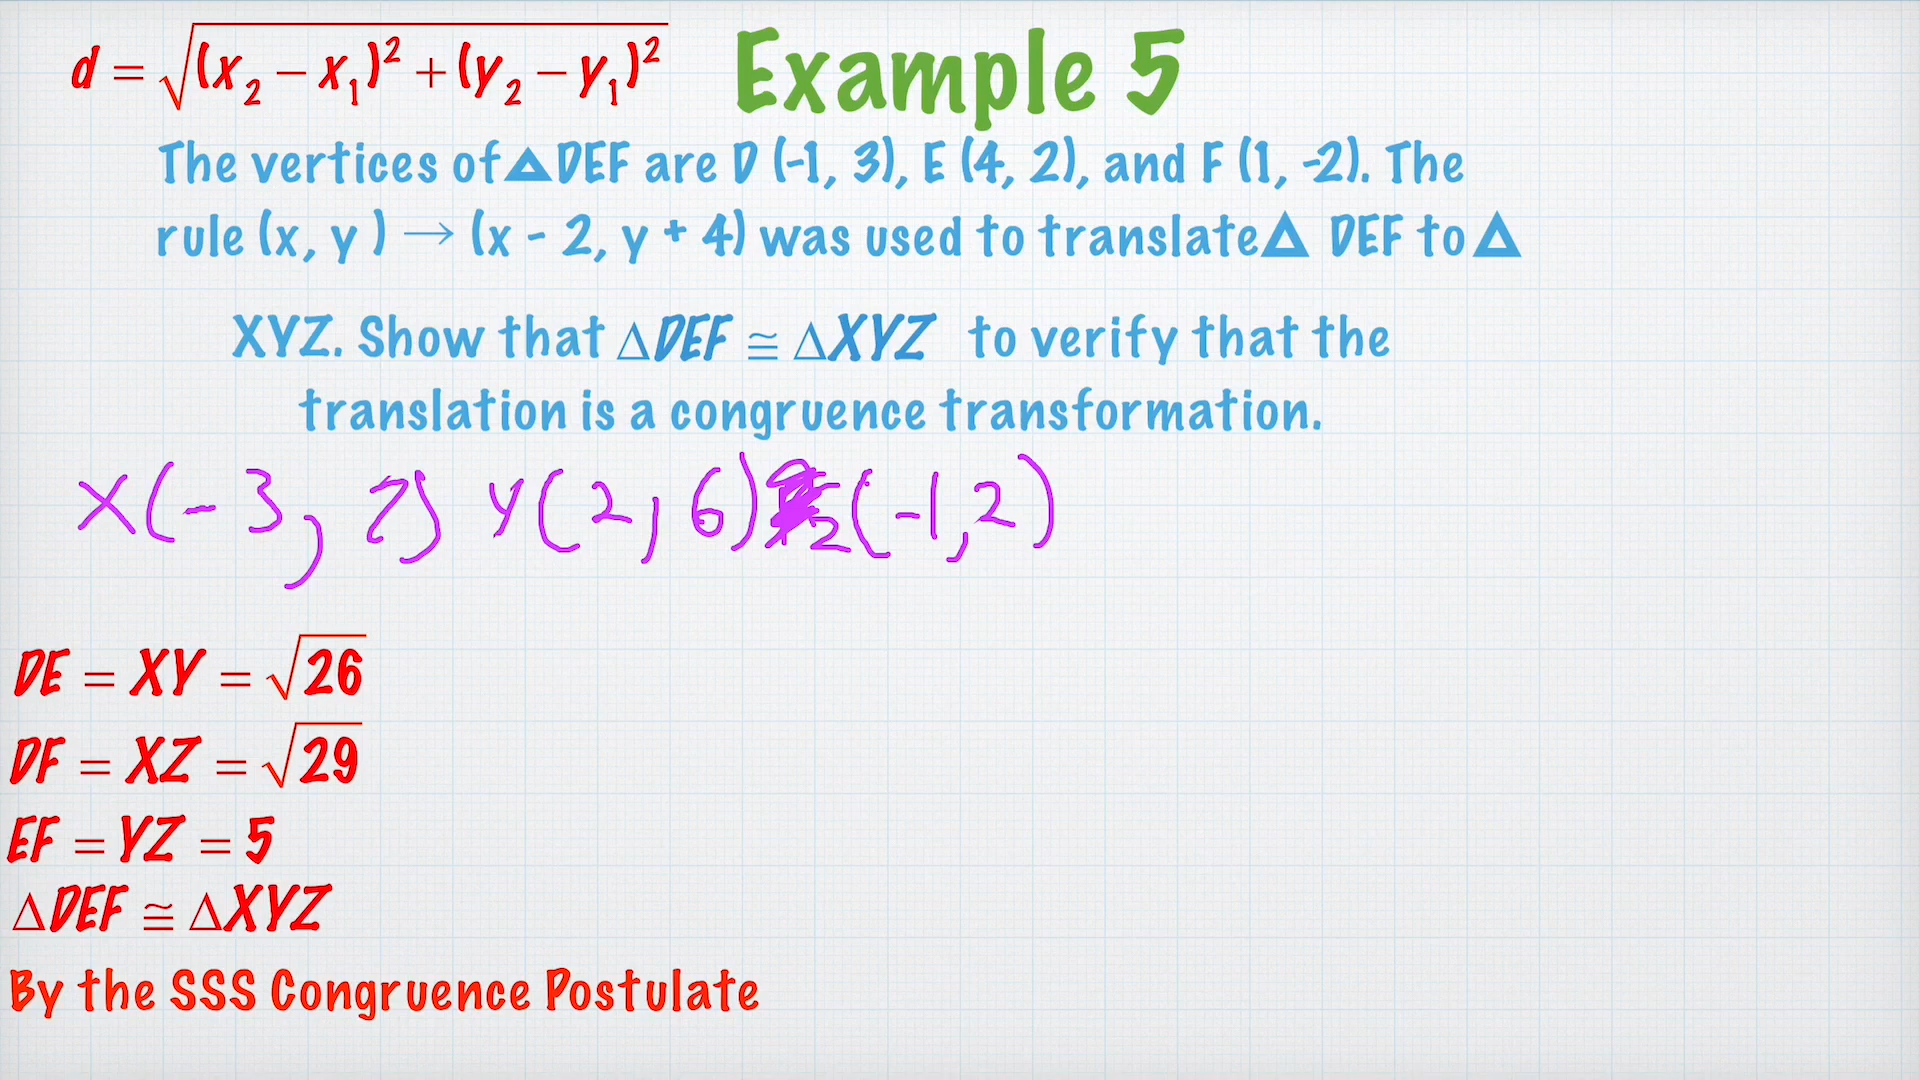 d = √(x₂ − x₁)² + (y₂ − y₁)²
Example 5
The vertices of △DEF are D (-1, 3), E (4, 2), and F (1, -2). The
rule (x, y ) → (x - 2, y + 4) was used to translate △ DEF to △
XYZ. Show that △DEF ≅ △XYZ to verify that the
translation is a congruence transformation.
X(-3, 7) Y(2, 6) Z(-1, 2)
DE = XY = √26
DF = XZ = √29
EF = YZ = 5
△DEF ≅ △XYZ
By the SSS Congruence Postulate